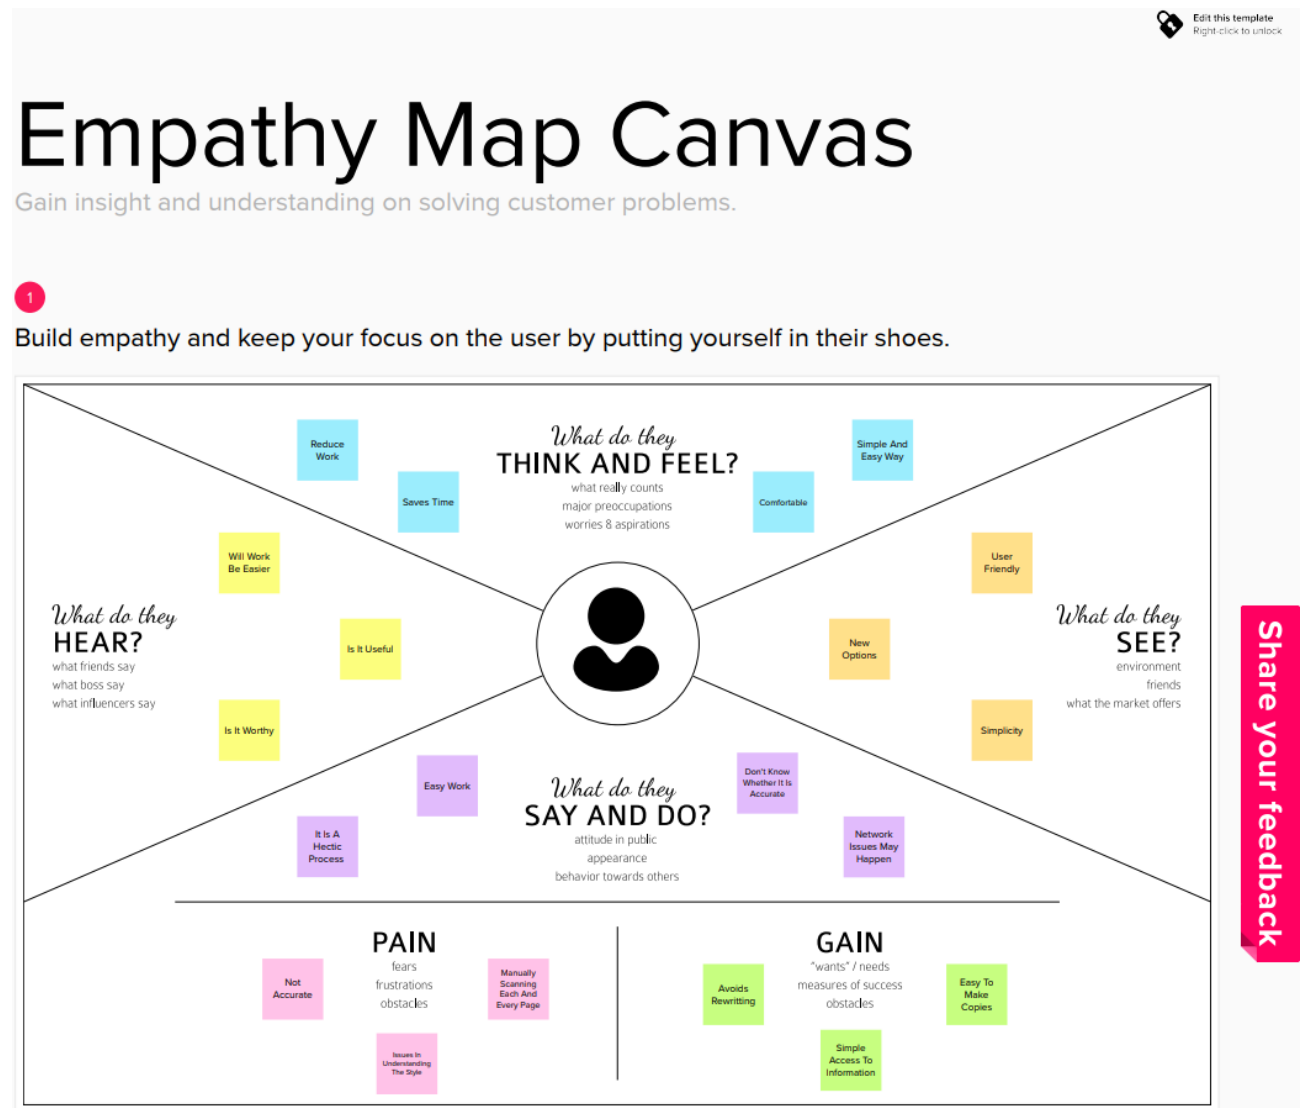 Edit this template
Right-click to unlock
Empathy Map Canvas
Gain insight and understanding on solving customer problems.
1
Build empathy and keep your focus on the user by putting yourself in their shoes.
What do they
THINK AND FEEL?
what really counts
major preoccupations
worries & aspirations
Reduce
Work
Saves Time
Comfortable
Simple And
Easy Way
What do they
HEAR?
what friends say
what boss say
what influencers say
Will Work
Be Easier
Is It Useful
Is It Worthy
What do they
SEE?
environment
friends
what the market offers
User
Friendly
New
Options
Simplicity
What do they
SAY AND DO?
attitude in public
appearance
behavior towards others
Easy Work
It Is A
Hectic
Process
Don't Know
Whether It Is
Accurate
Network
Issues May
Happen
PAIN
fears
frustrations
obstacles
Not
Accurate
Manually
Scanning
Each And
Every Page
Issues In
Understanding
The Style
GAIN
"wants" / needs
measures of success
obstacles
Avoids
Rewritting
Easy To
Make
Copies
Simple
Access To
Information
Share your feedback